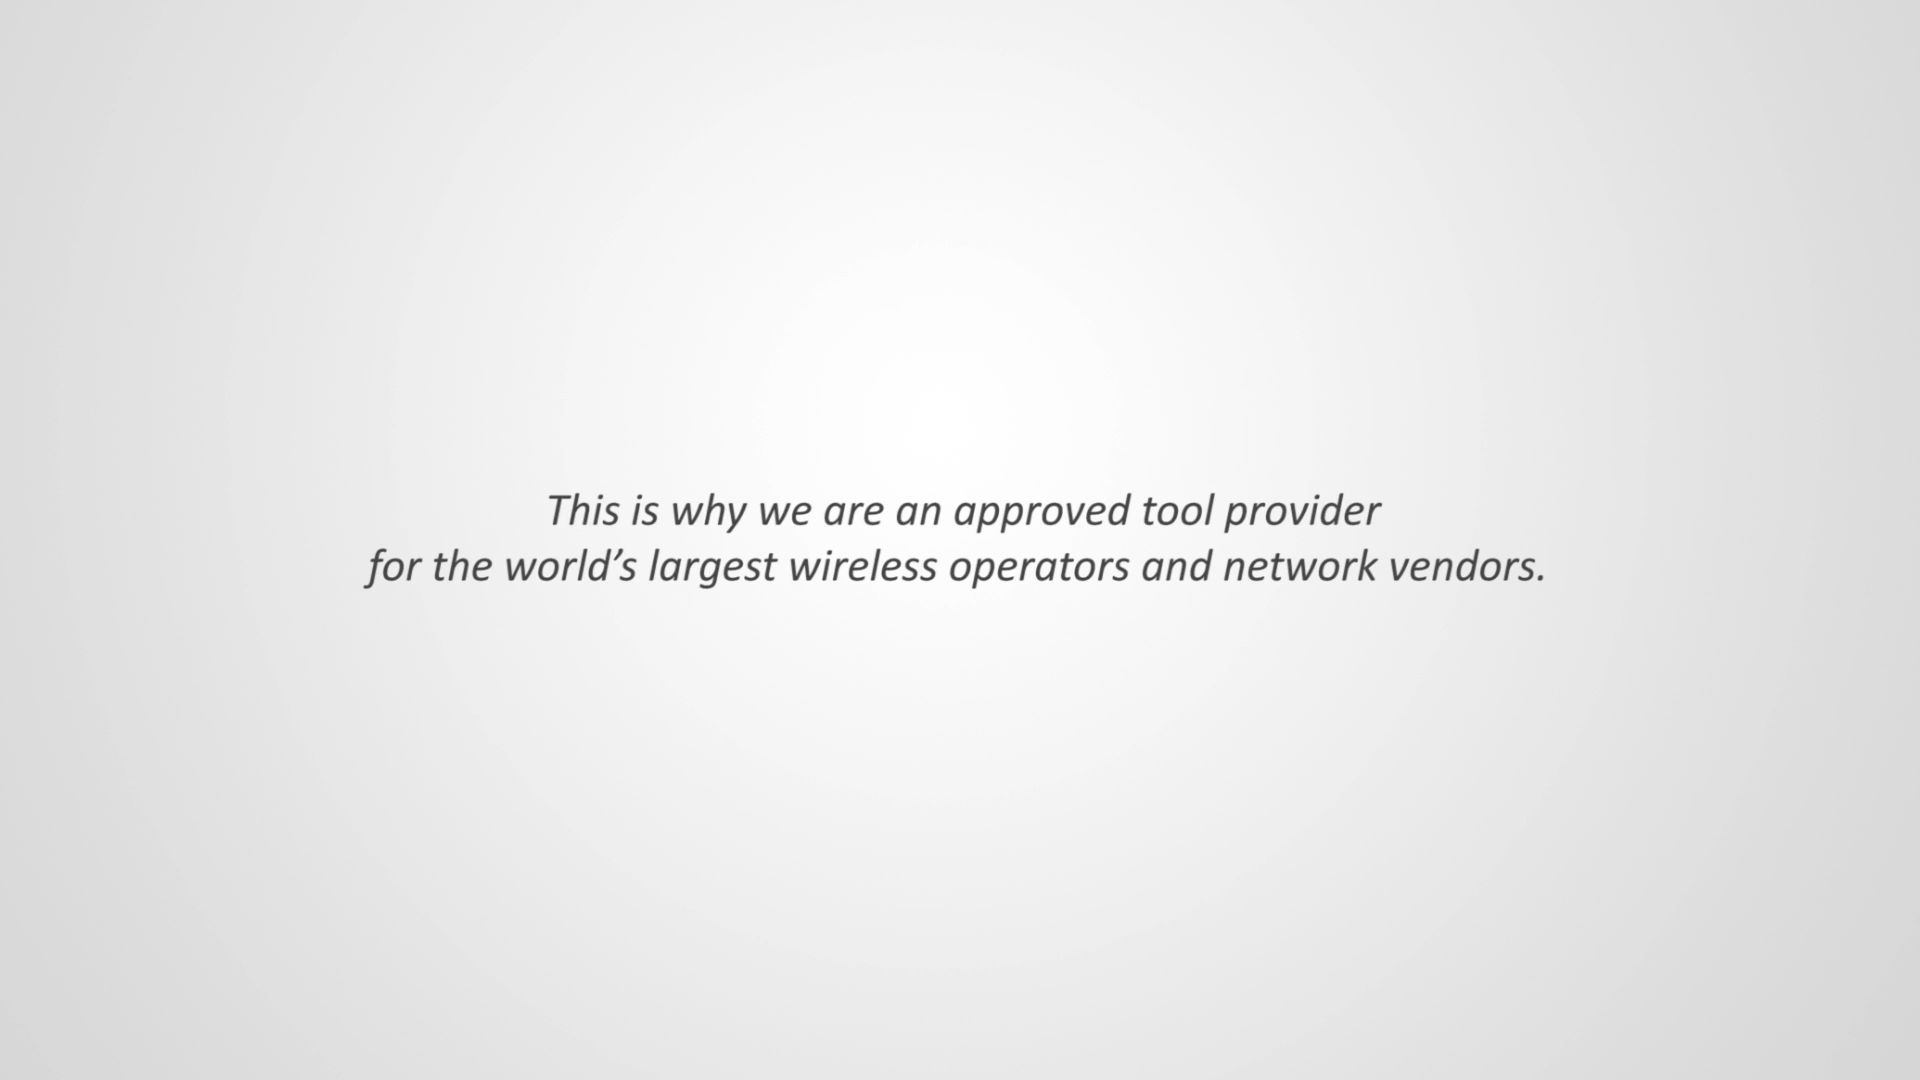 This is why we are an approved tool provider
for the world’s largest wireless operators and network vendors.